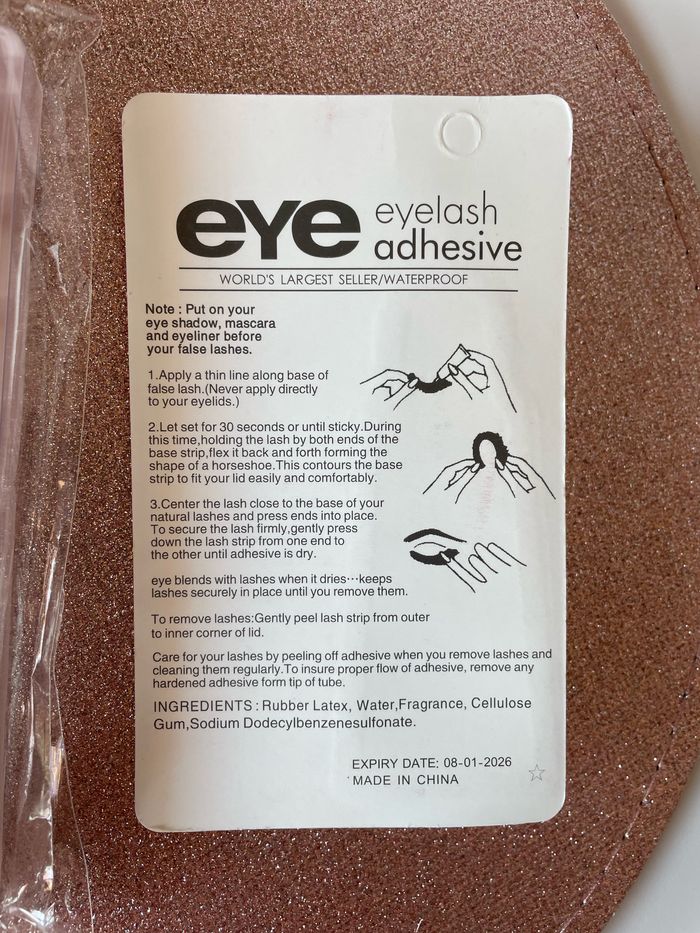 eye eyelash
adhesive
WORLD'S LARGEST SELLER/WATERPROOF
Note : Put on your
eye shadow, mascara
and eyeliner before
your false lashes.
1.Apply a thin line along base of
false lash.(Never apply directly
to your eyelids.)
2.Let set for 30 seconds or until sticky.During
this time,holding the lash by both ends of the
base strip,flex it back and forth forming the
shape of a horseshoe.This contours the base
strip to fit your lid easily and comfortably.
3.Center the lash close to the base of your
natural lashes and press ends into place.
To secure the lash firmly,gently press
down the lash strip from one end to
the other until adhesive is dry.
eye blends with lashes when it dries···keeps
lashes securely in place until you remove them.
To remove lashes:Gently peel lash strip from outer
to inner corner of lid.
Care for your lashes by peeling off adhesive when you remove lashes and
cleaning them regularly.To insure proper flow of adhesive, remove any
hardened adhesive form tip of tube.
INGREDIENTS : Rubber Latex, Water,Fragrance, Cellulose
Gum,Sodium Dodecylbenzenesulfonate.
EXPIRY DATE: 08-01-2026
MADE IN CHINA